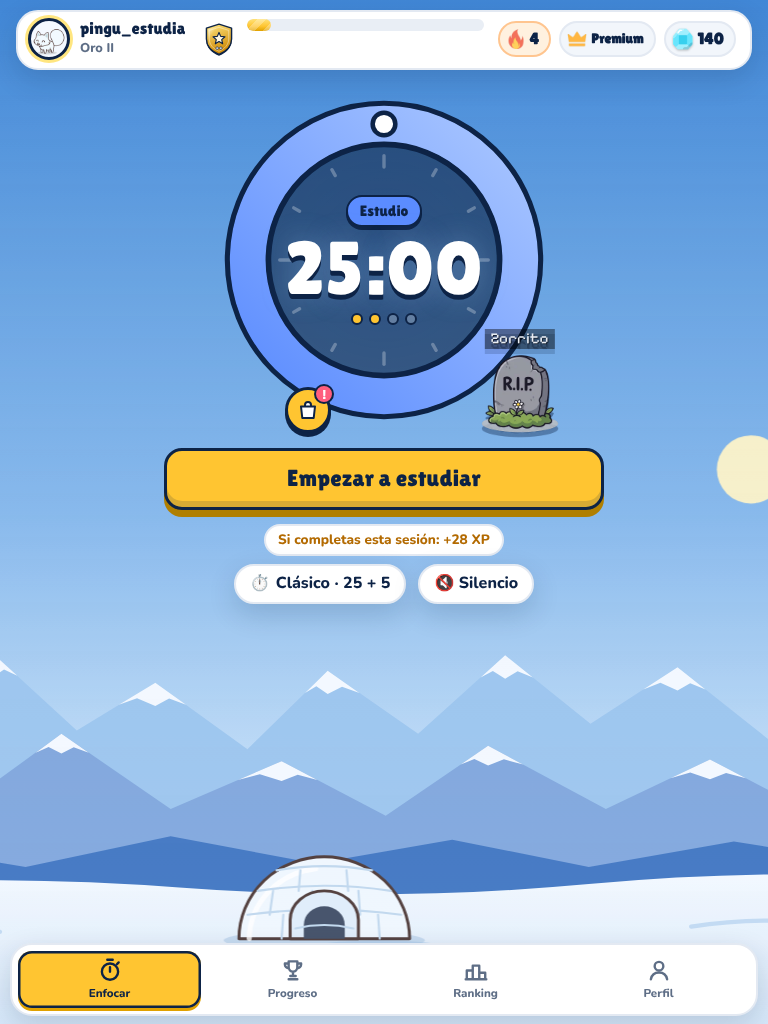 pingu_estudia
Oro II
4
Premium
140
Estudio
25:00
Zorrito
R.I.P.
!
Empezar a estudiar
Si completas esta sesión: +28 XP
Clásico · 25 + 5
Silencio
Enfocar
Progreso
Ranking
Perfil